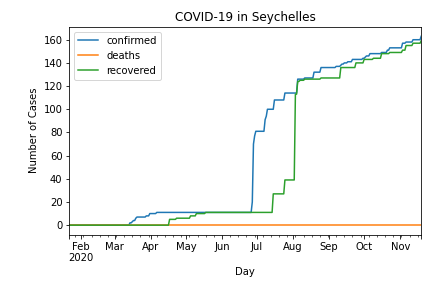 COVID-19 in Seychelles
confirmed
deaths
recovered
Number of Cases
160
140
120
100
80
60
40
20
0
Feb Mar Apr May Jun Jul Aug Sep Oct Nov
2020
Day